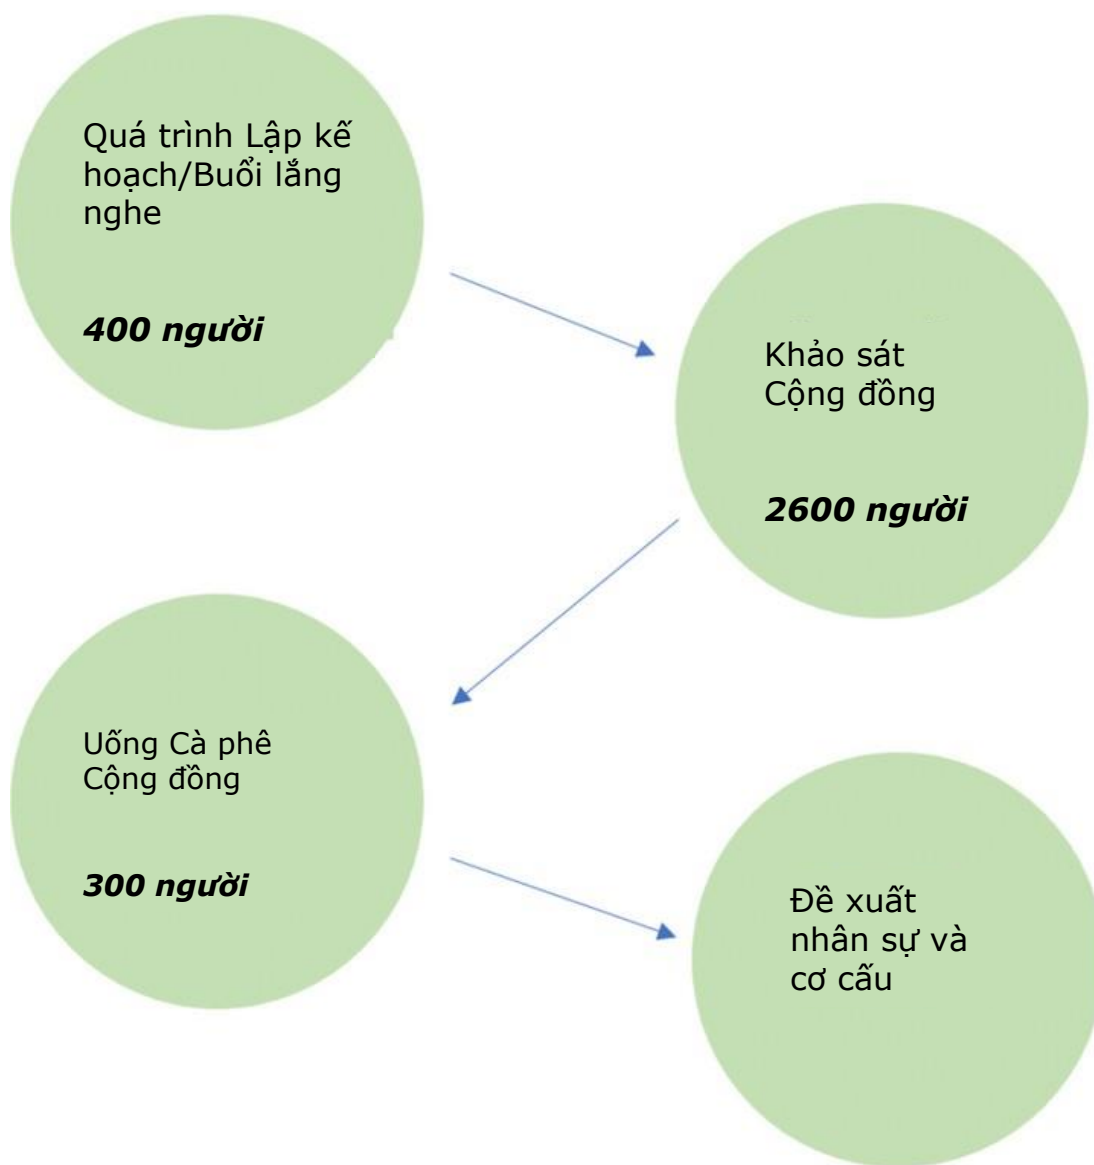 Quá trình Lập kế
hoạch/Buổi lắng
nghe
400 người
Khảo sát
Cộng đồng
2600 người
Uống Cà phê
Cộng đồng
300 người
Đề xuất
nhân sự và
cơ cấu